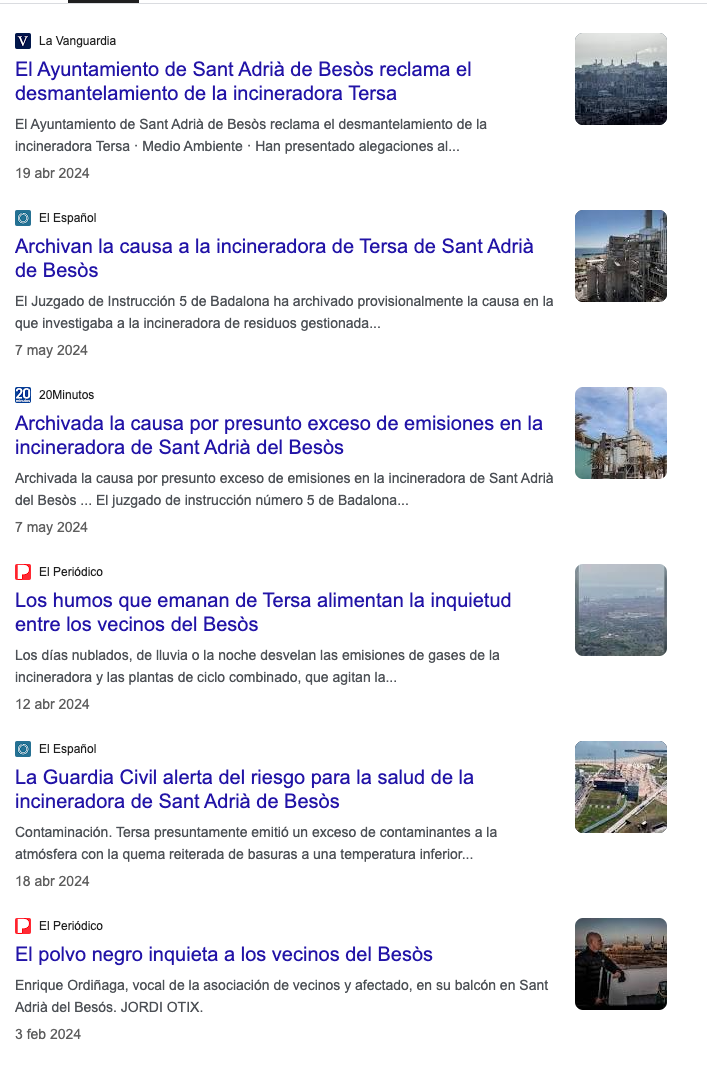 La Vanguardia
El Ayuntamiento de Sant Adrià de Besòs reclama el
desmantelamiento de la incineradora Tersa
El Ayuntamiento de Sant Adrià de Besòs reclama el desmantelamiento de la
incineradora Tersa · Medio Ambiente · Han presentado alegaciones al...
19 abr 2024
El Español
Archivan la causa a la incineradora de Tersa de Sant Adrià
de Besòs
El Juzgado de Instrucción 5 de Badalona ha archivado provisionalmente la causa en la
que investigaba a la incineradora de residuos gestionada...
7 may 2024
20Minutos
Archivada la causa por presunto exceso de emisiones en la
incineradora de Sant Adrià del Besòs
Archivada la causa por presunto exceso de emisiones en la incineradora de Sant Adrià
del Besòs ... El juzgado de instrucción número 5 de Badalona...
7 may 2024
El Periódico
Los humos que emanan de Tersa alimentan la inquietud
entre los vecinos del Besòs
Los días nublados, de lluvia o la noche desvelan las emisiones de gases de la
incineradora y las plantas de ciclo combinado, que agitan la...
12 abr 2024
El Español
La Guardia Civil alerta del riesgo para la salud de la
incineradora de Sant Adrià de Besòs
Contaminación. Tersa presuntamente emitió un exceso de contaminantes a la
atmósfera con la quema reiterada de basuras a una temperatura inferior...
18 abr 2024
El Periódico
El polvo negro inquieta a los vecinos del Besòs
Enrique Ordiñaga, vocal de la asociación de vecinos y afectado, en su balcón en Sant
Adrià del Besós. JORDI OTIX.
3 feb 2024